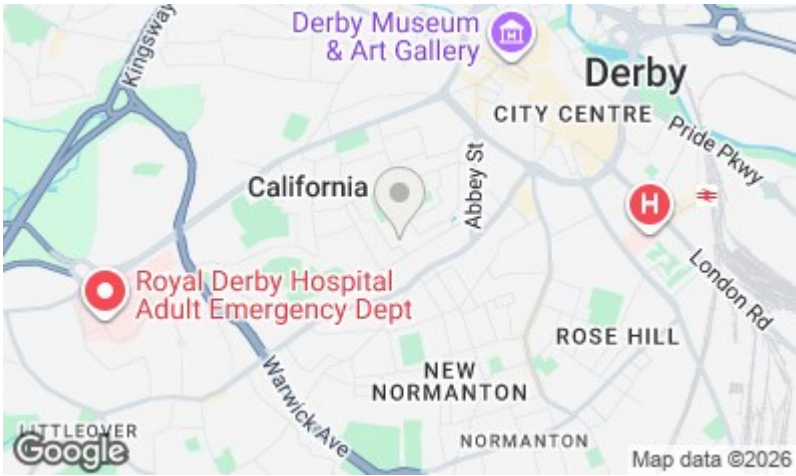 Kingsway
Derby Museum
& Art Gallery
Derby
CITY CENTRE
Pride Pkwy
California
Abbey St
H
London Rd
Royal Derby Hospital
Adult Emergency Dept
ROSE HILL
Warwick Ave
NEW
NORMANTON
LITTLEOVER
NORMANTON
Google
Map data ©2026